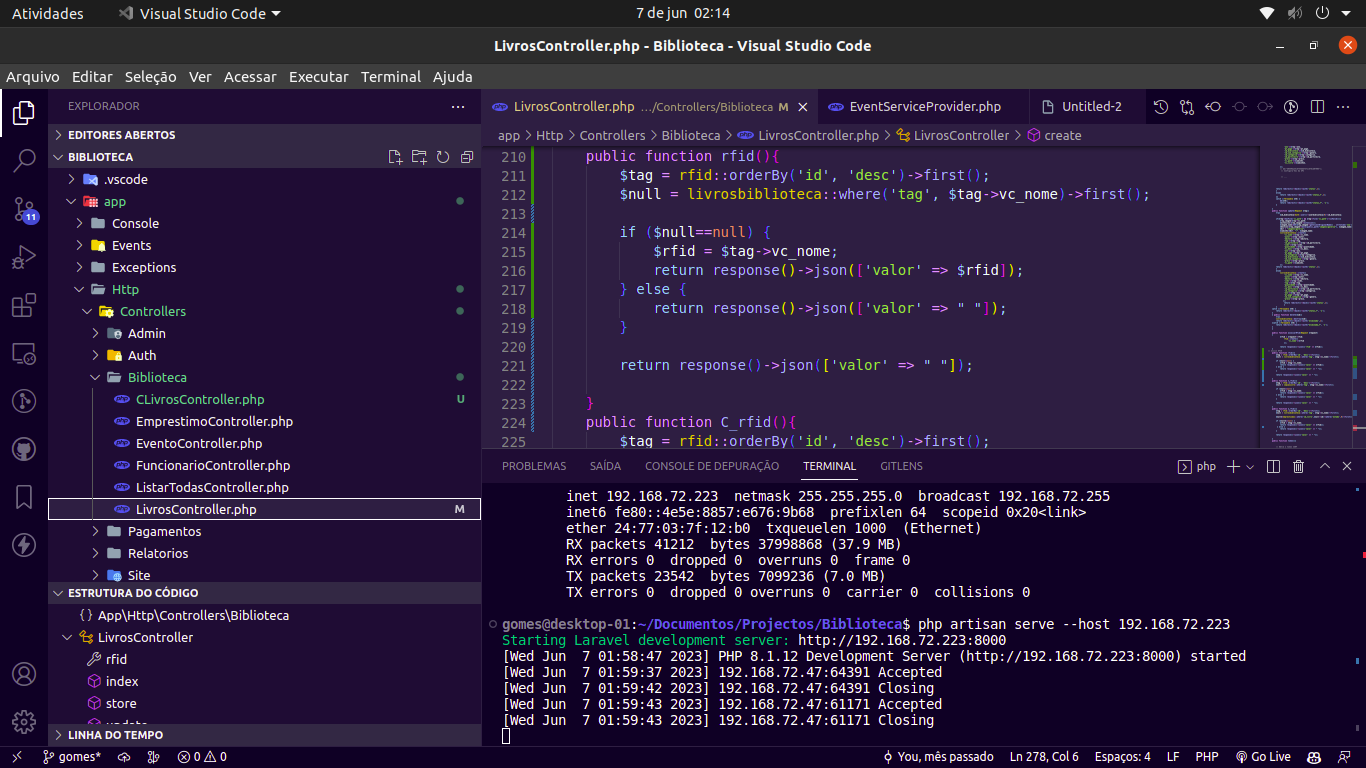 Atividades
Visual Studio Code
7 de jun 02:14
LivrosController.php - Biblioteca - Visual Studio Code
Arquivo Editar Seleção Ver Acessar Executar Terminal Ajuda
EXPLORADOR
EDITORES ABERTOS
BIBLIOTECA
.vscode
app
Console
Events
Exceptions
Http
Controllers
Admin
Auth
Biblioteca
CLivrosController.php U
EmprestimoController.php
EventoController.php
FuncionarioController.php
ListarTodasController.php
LivrosController.php M
Pagamentos
Relatorios
Site
ESTRUTURA DO CÓDIGO
{} App\Http\Controllers\Biblioteca
LivrosController
rfid
index
store
update
LINHA DO TEMPO
11
LivrosController.php .../Controllers/Biblioteca M
EventServiceProvider.php
Untitled-2
app > Http > Controllers > Biblioteca > LivrosController.php > LivrosController > create
210 public function rfid(){
211 $tag = rfid::orderBy('id', 'desc')->first();
212 $null = livrosbiblioteca::where('tag', $tag->vc_nome)->first();
213
214 if ($null==null) {
215 $rfid = $tag->vc_nome;
216 return response()->json(['valor' => $rfid]);
217 } else {
218 return response()->json(['valor' => " "]);
219 }
220
221 return response()->json(['valor' => " "]);
222
223 }
224 public function C_rfid(){
225 $tag = rfid::orderBy('id', 'desc')->first();
PROBLEMAS SAÍDA CONSOLE DE DEPURAÇÃO TERMINAL GITLENS
php
inet 192.168.72.223 netmask 255.255.255.0 broadcast 192.168.72.255
inet6 fe80::4e5e:8857:e676:9b68 prefixlen 64 scopeid 0x20<link>
ether 24:77:03:7f:12:b0 txqueuelen 1000 (Ethernet)
RX packets 41212 bytes 37998868 (37.9 MB)
RX errors 0 dropped 0 overruns 0 frame 0
TX packets 23542 bytes 7099236 (7.0 MB)
TX errors 0 dropped 0 overruns 0 carrier 0 collisions 0
gomes@desktop-01:~/Documentos/Projectos/Biblioteca$ php artisan serve --host 192.168.72.223
Starting Laravel development server: http://192.168.72.223:8000
[Wed Jun 7 01:58:47 2023] PHP 8.1.12 Development Server (http://192.168.72.223:8000) started
[Wed Jun 7 01:59:37 2023] 192.168.72.47:64391 Accepted
[Wed Jun 7 01:59:42 2023] 192.168.72.47:64391 Closing
[Wed Jun 7 01:59:43 2023] 192.168.72.47:61171 Accepted
[Wed Jun 7 01:59:43 2023] 192.168.72.47:61171 Closing
gomes* 0 0 You, mês passado Ln 278, Col 6 Espaços: 4 LF PHP Go Live